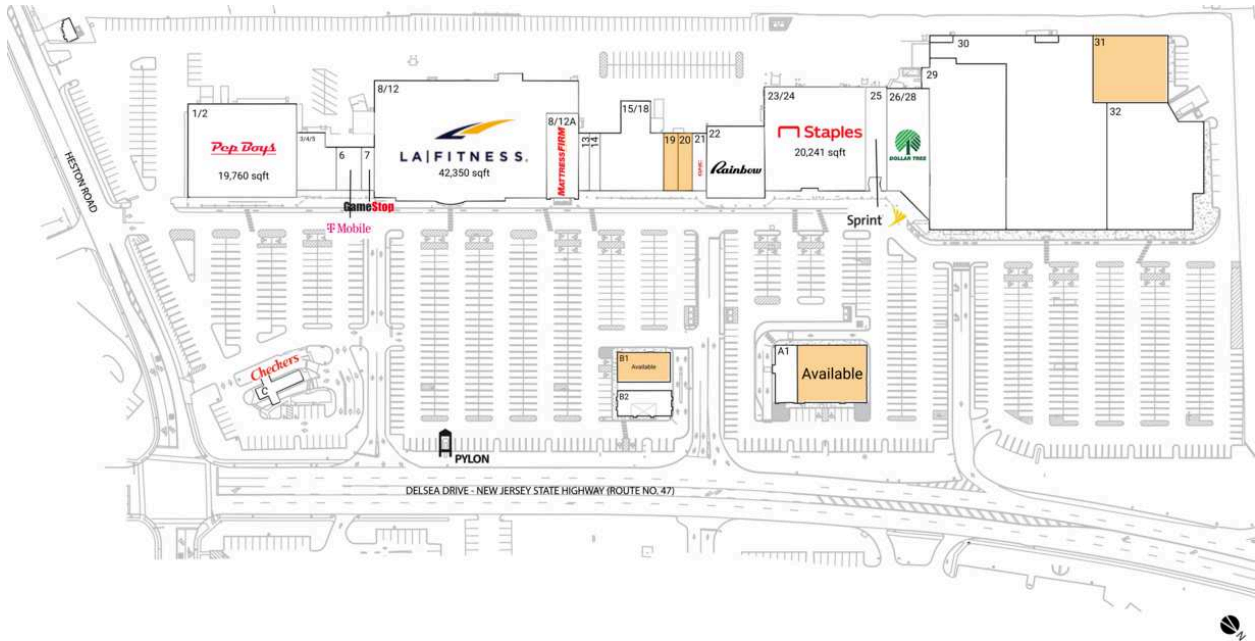 30
31
8/12
29
23/24
25
26/28
1/2
8/12A
15/18
32
3/4/5
22
Pep Boys
LA|FITNESS.
Staples
13
14
19
20
21
6
7
MATTRESSFIRM
GNC
Rainbow
DOLLAR TREE
19,760 sqft
42,350 sqft
20,241 sqft
HESTON ROAD
GameStop
T Mobile
Sprint
B1
Available
A1
Available
Checkers
C
B2
PYLON
DELSEA DRIVE - NEW JERSEY STATE HIGHWAY (ROUTE NO. 47)
N